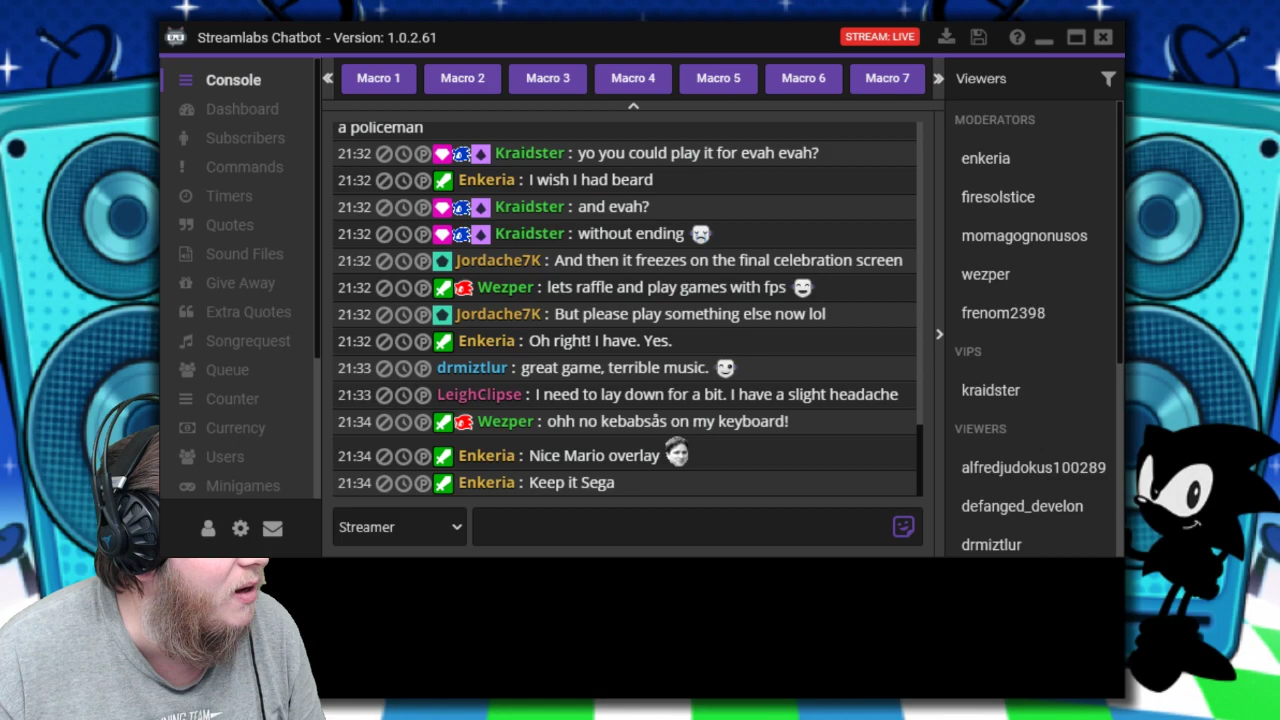 Streamlabs Chatbot - Version: 1.0.2.61
STREAM: LIVE
Console
Dashboard
Subscribers
Commands
Timers
Quotes
Sound Files
Give Away
Extra Quotes
Songrequest
Queue
Counter
Currency
Users
Minigames
Macro 1
Macro 2
Macro 3
Macro 4
Macro 5
Macro 6
Macro 7
a policeman
21:32 Kraidster : yo you could play it for evah evah?
21:32 Enkeria : I wish I had beard
21:32 Kraidster : and evah?
21:32 Kraidster : without ending
21:32 Jordache7K : And then it freezes on the final celebration screen
21:32 Wezper : lets raffle and play games with fps
21:32 Jordache7K : But please play something else now lol
21:32 Enkeria : Oh right! I have. Yes.
21:33 drmiztlur : great game, terrible music.
21:33 LeighClipse : I need to lay down for a bit. I have a slight headache
21:34 Wezper : ohh no kebabsås on my keyboard!
21:34 Enkeria : Nice Mario overlay
21:34 Enkeria : Keep it Sega
Streamer
Viewers
MODERATORS
enkeria
firesolstice
momagognonusos
wezper
frenom2398
VIPS
kraidster
VIEWERS
alfredjudokus100289
defanged_develon
drmiztlur